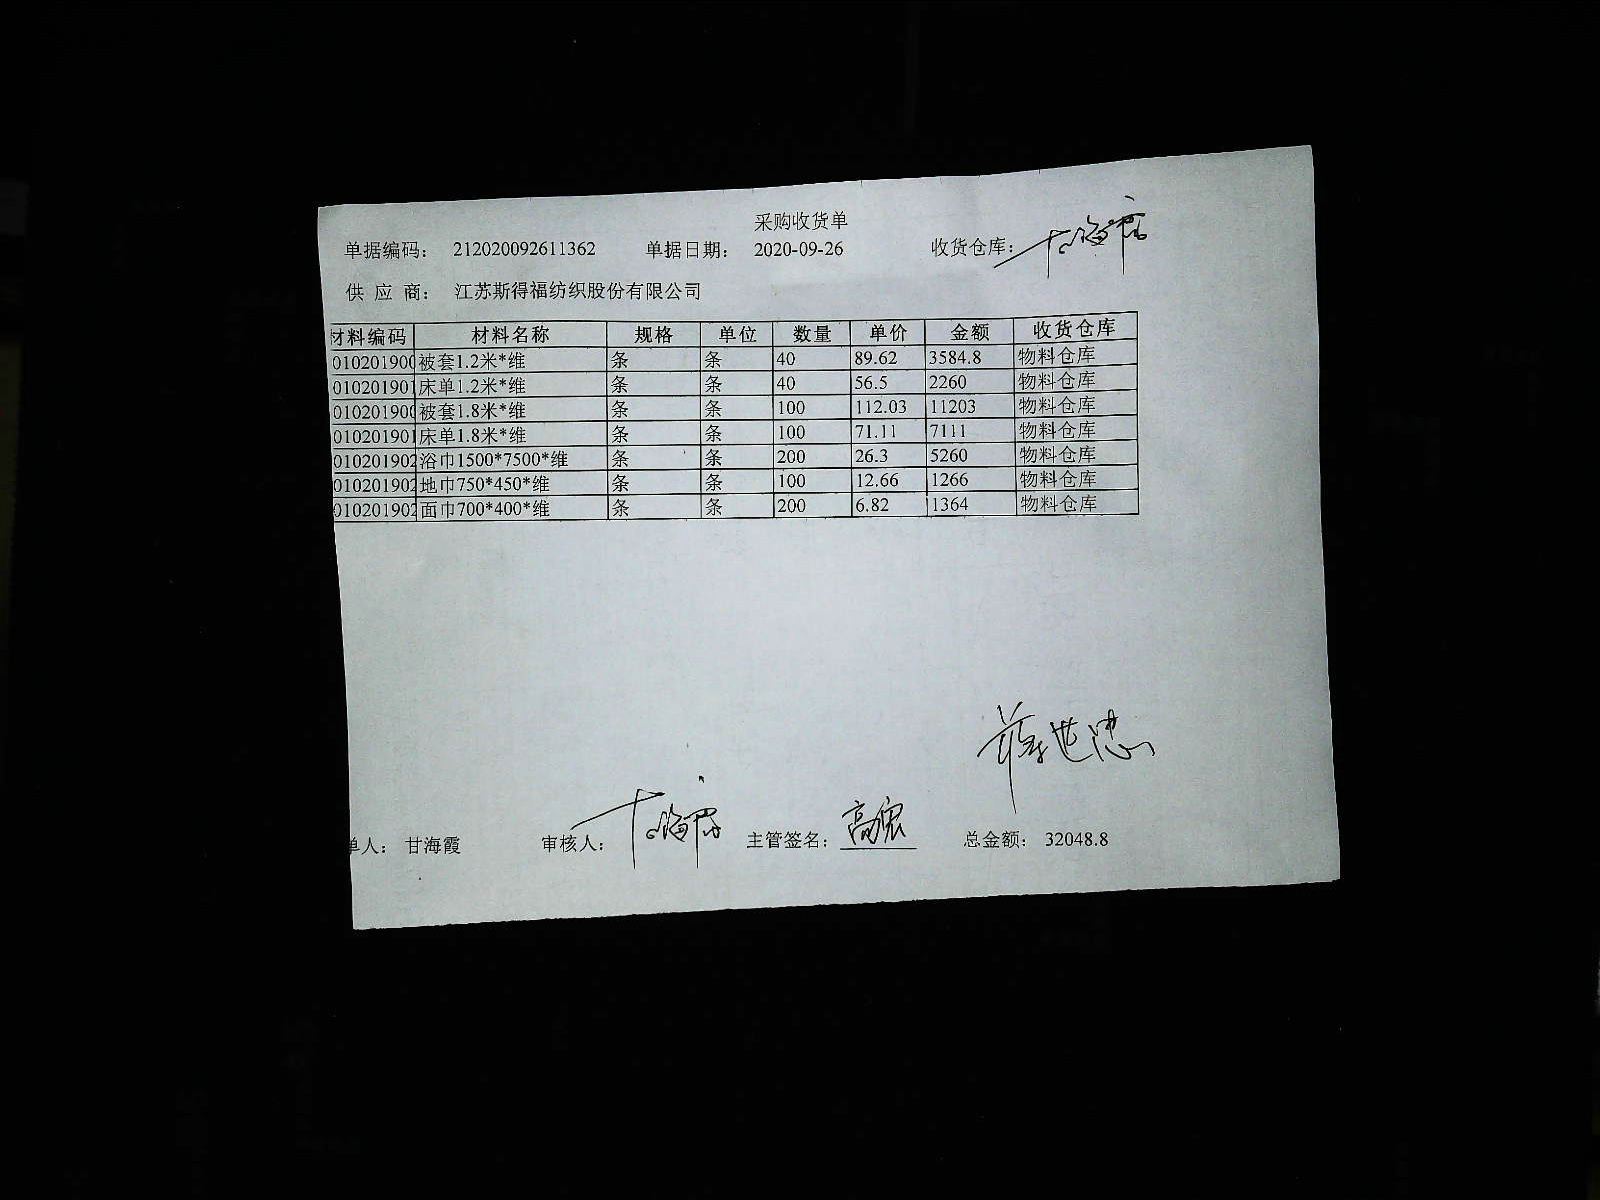 采购收货单
单据编码： 212020092611362 单据日期： 2020-09-26 收货仓库：
供 应 商： 江苏斯得福纺织股份有限公司
材料编码 材料名称 规格 单位 数量 单价 金额 收货仓库
010201900 被套1.2米*维 条 条 40 89.62 3584.8 物料仓库
010201901 床单1.2米*维 条 条 40 56.5 2260 物料仓库
010201900 被套1.8米*维 条 条 100 112.03 11203 物料仓库
010201901 床单1.8米*维 条 条 100 71.11 7111 物料仓库
010201902 浴巾1500*7500*维 条 条 200 26.3 5260 物料仓库
010201902 地巾750*450*维 条 条 100 12.66 1266 物料仓库
010201902 面巾700*400*维 条 条 200 6.82 1364 物料仓库
单人： 甘海霞 审核人： 主管签名： 高宏 总金额： 32048.8